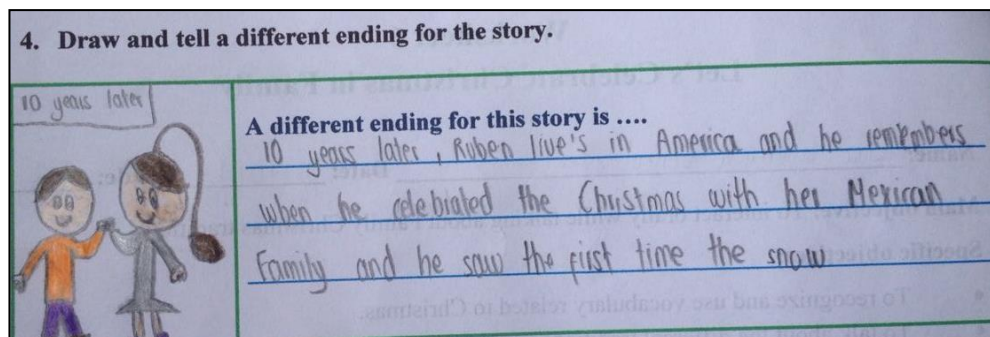 4. Draw and tell a different ending for the story.
10 years later
A different ending for this story is ....
10 years later, Ruben live's in America and he remembers
when he celebrated the Christmas with her Mexican
Family and he saw the first time the snow